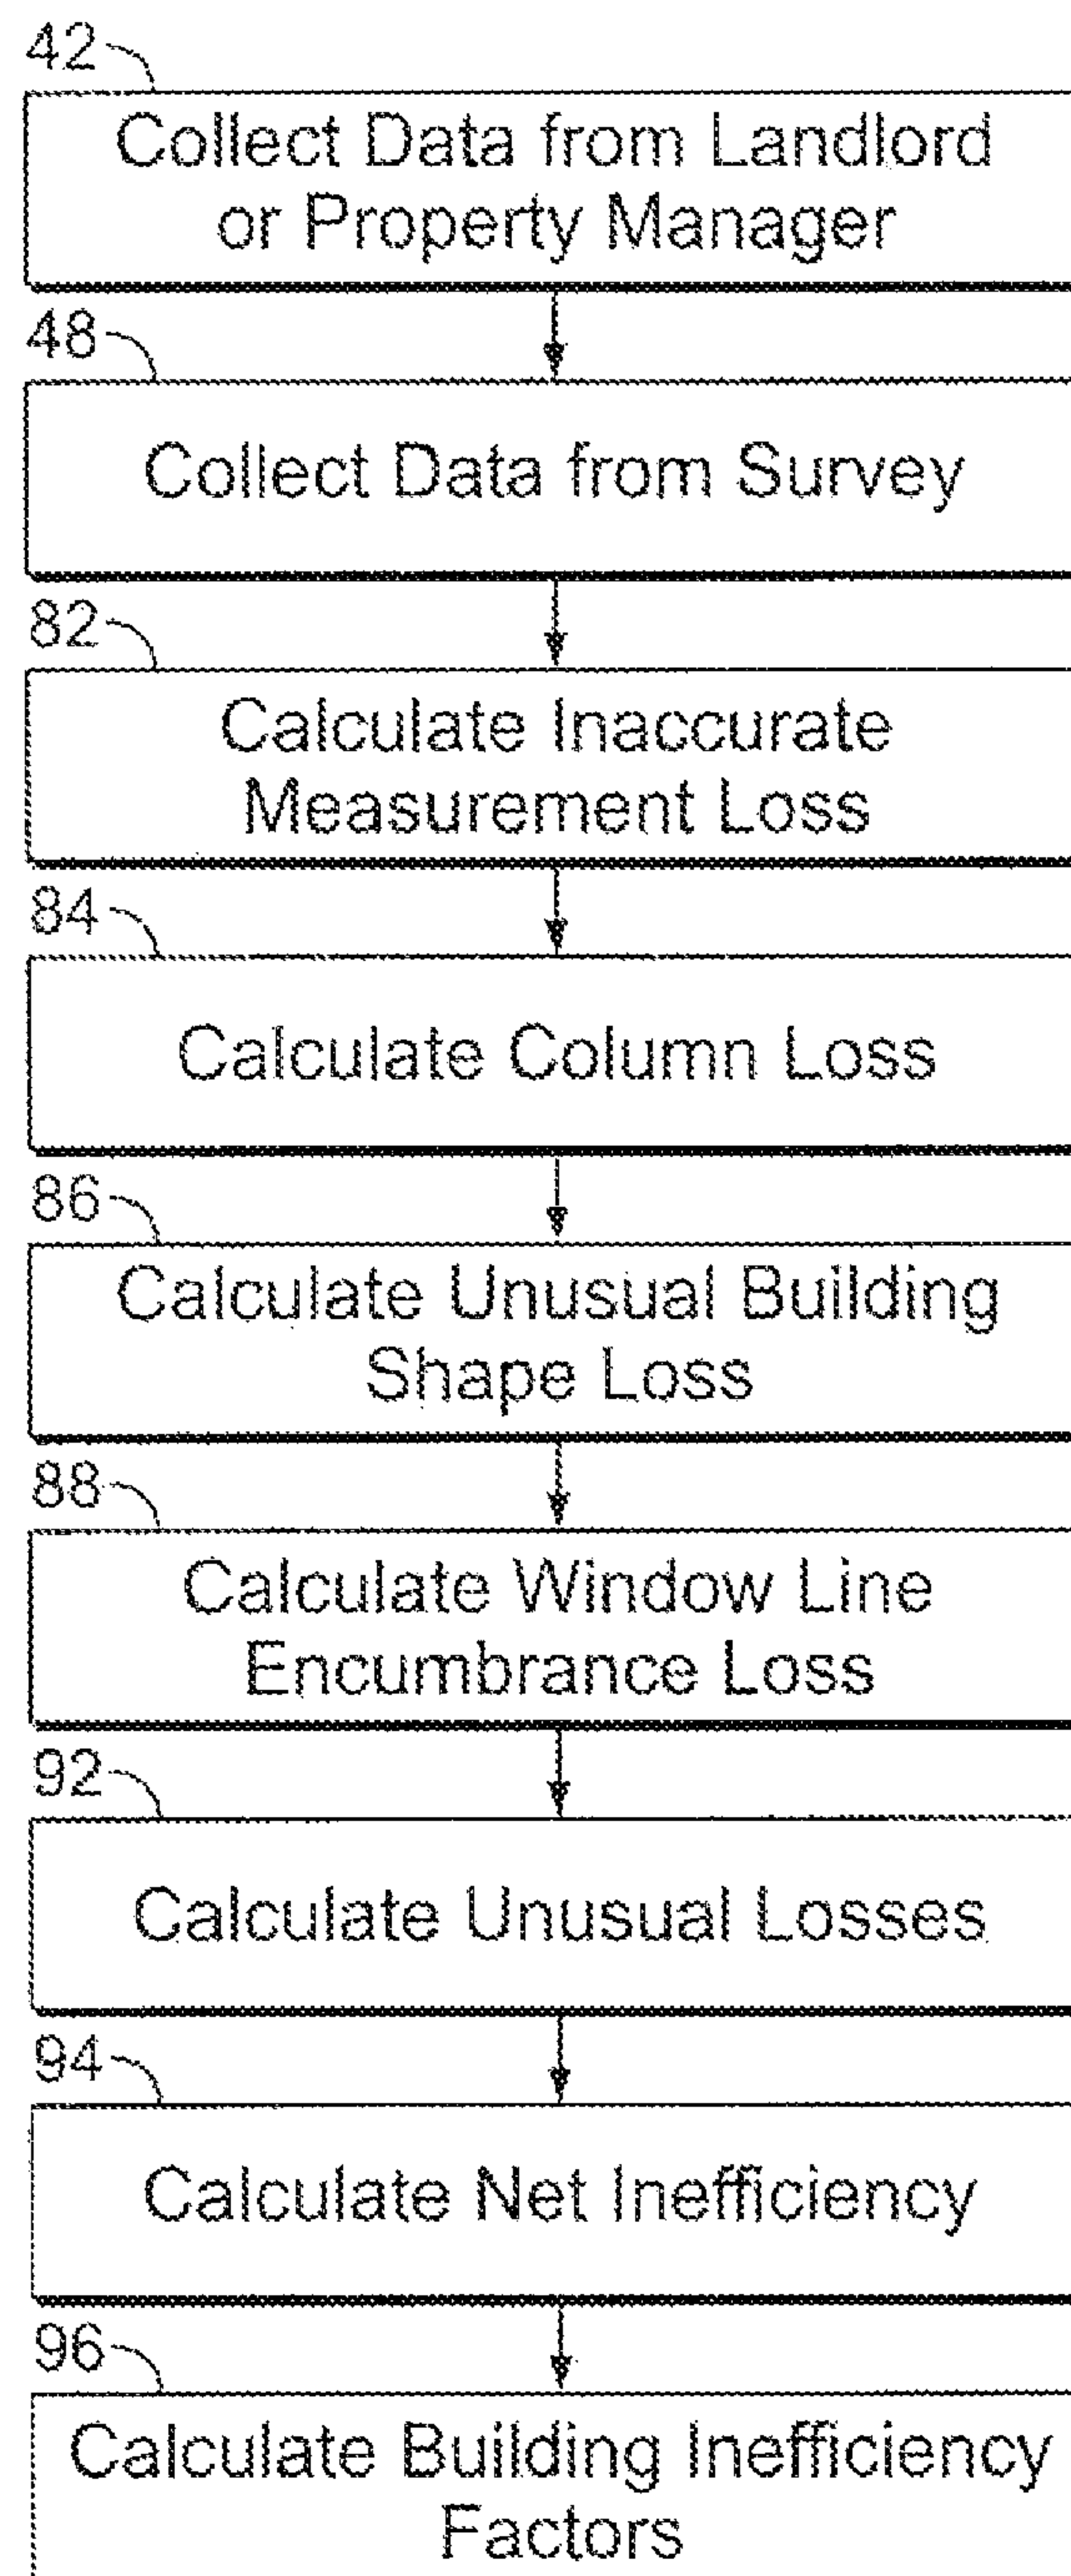 42
Collect Data from Landlord
or Property Manager
48
Collect Data from Survey
82
Calculate Inaccurate
Measurement Loss
84
Calculate Column Loss
86
Calculate Unusual Building
Shape Loss
88
Calculate Window Line
Encumbrance Loss
92
Calculate Unusual Losses
94
Calculate Net Inefficiency
96
Calculate Building Inefficiency
Factors